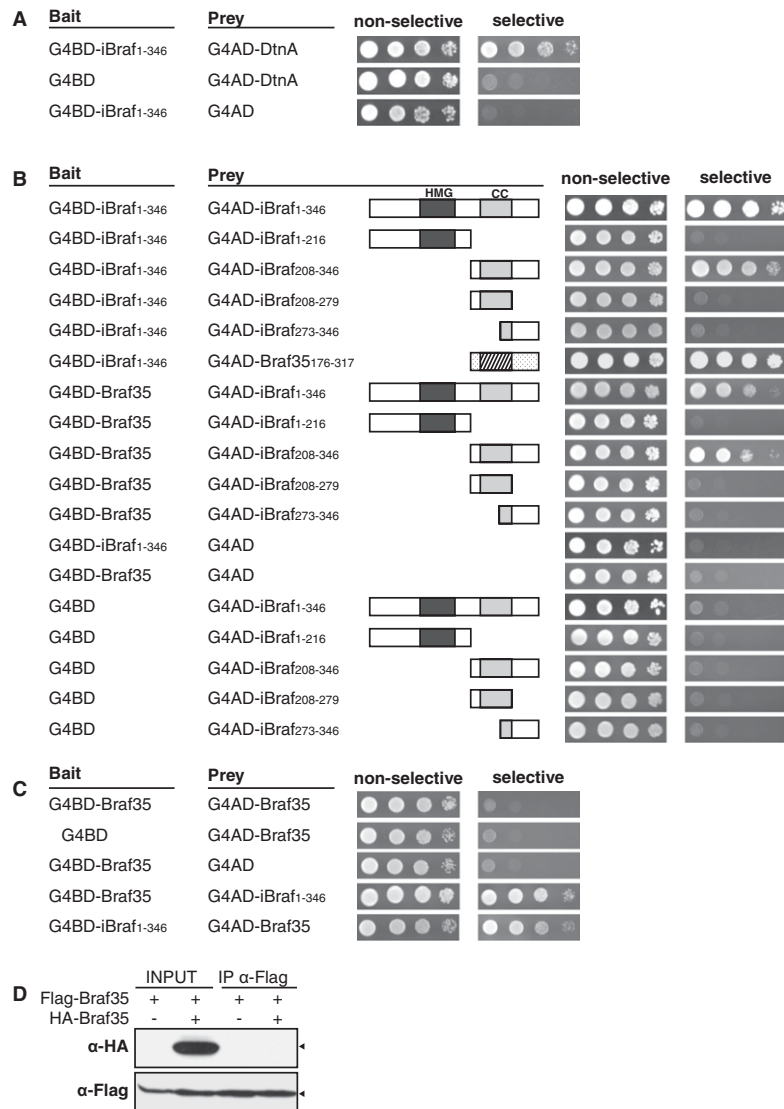 A
Bait Prey non-selective selective
G4BD-iBraf1-346 G4AD-DtnA
G4BD G4AD-DtnA
G4BD-iBraf1-346 G4AD
B
Bait Prey HMG CC non-selective selective
G4BD-iBraf1-346 G4AD-iBraf1-346
G4BD-iBraf1-346 G4AD-iBraf1-216
G4BD-iBraf1-346 G4AD-iBraf208-346
G4BD-iBraf1-346 G4AD-iBraf208-279
G4BD-iBraf1-346 G4AD-iBraf273-346
G4BD-iBraf1-346 G4AD-Braf35176-317
G4BD-Braf35 G4AD-iBraf1-346
G4BD-Braf35 G4AD-iBraf1-216
G4BD-Braf35 G4AD-iBraf208-346
G4BD-Braf35 G4AD-iBraf208-279
G4BD-Braf35 G4AD-iBraf273-346
G4BD-iBraf1-346 G4AD
G4BD-Braf35 G4AD
G4BD G4AD-iBraf1-346
G4BD G4AD-iBraf1-216
G4BD G4AD-iBraf208-346
G4BD G4AD-iBraf208-279
G4BD G4AD-iBraf273-346
C
Bait Prey non-selective selective
G4BD-Braf35 G4AD-Braf35
G4BD G4AD-Braf35
G4BD-Braf35 G4AD
G4BD-Braf35 G4AD-iBraf1-346
G4BD-iBraf1-346 G4AD-Braf35
D
INPUT IP α-Flag
Flag-Braf35 + + + +
HA-Braf35 - + - +
α-HA
α-Flag